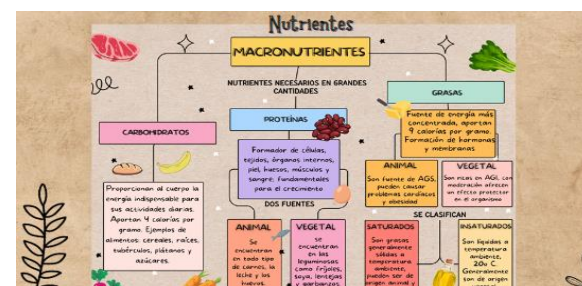 Nutrientes
MACRONUTRIENTES
NUTRIENTES NECESARIOS EN GRANDES
CANTIDADES
CARBOHIDRATOS
Proporcionan al cuerpo la
energía indispensable para
sus actividades diarias.
Aportan 4 calorías por
gramo. Ejemplos de
alimentos: cereales, raíces,
tubérculos, plátanos y
azúcares.
PROTEÍNAS
Formador de células,
tejidos, órganos internos,
piel, huesos, músculos y
sangre; fundamentales
para el crecimiento
DOS FUENTES
ANIMAL
Se
encuentran
en todo tipo
de carnes, la
leche y los
huevos.
VEGETAL
se
encuentran
en las
leguminosas
como frijoles,
soya, lentejas
y garbanzos
GRASAS
Fuente de energía más
concentrada, aportan
9 calorías por gramo.
Formación de hormonas
y membranas
ANIMAL
Son fuente de AGS,
pueden causar
problemas cardíacos
y obesidad
VEGETAL
Son ricas en AGI, con
moderación ofrecen
un efecto protector
en el organismo
SE CLASIFICAN
SATURADOS
Son grasas
generalmente
sólidas a
temperatura
ambiente,
pueden ser de
origen animal y
INSATURADOS
Son líquidas a
temperatura
ambiente,
20u C.
Generalmente
son de origen